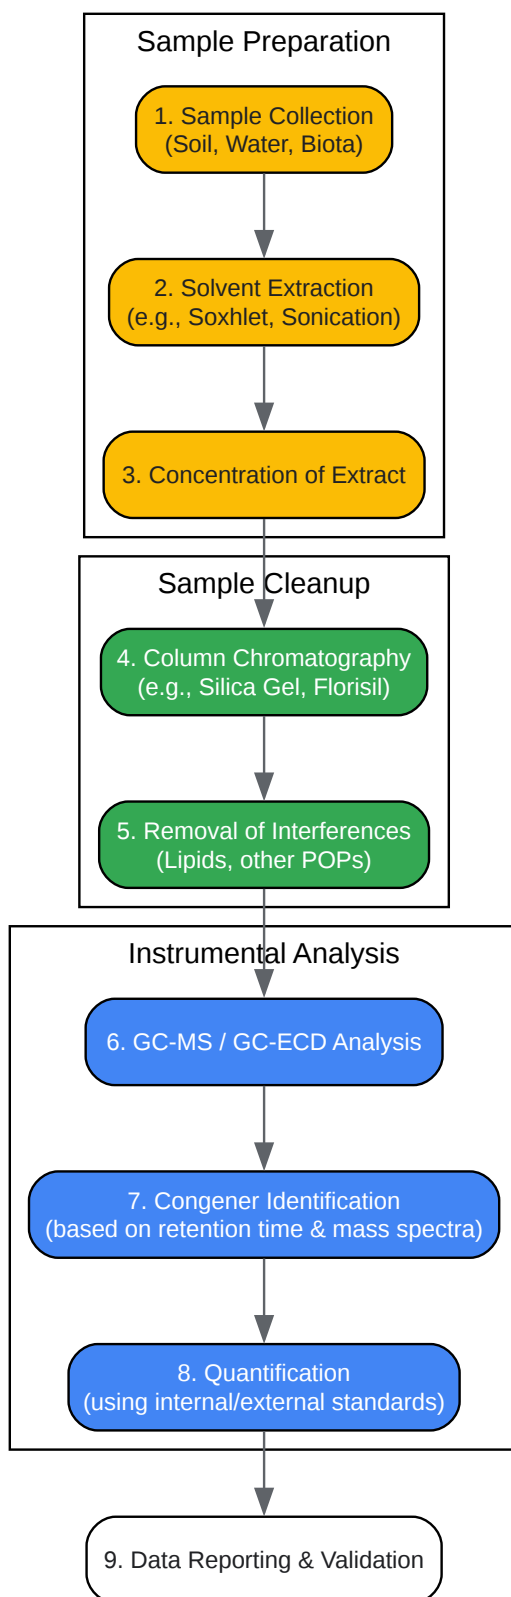 Sample Preparation
1. Sample Collection
(Soil, Water, Biota)
2. Solvent Extraction
(e.g., Soxhlet, Sonication)
3. Concentration of Extract
Sample Cleanup
4. Column Chromatography
(e.g., Silica Gel, Florisil)
5. Removal of Interferences
(Lipids, other POPs)
Instrumental Analysis
6. GC-MS / GC-ECD Analysis
7. Congener Identification
(based on retention time & mass spectra)
8. Quantification
(using internal/external standards)
9. Data Reporting & Validation